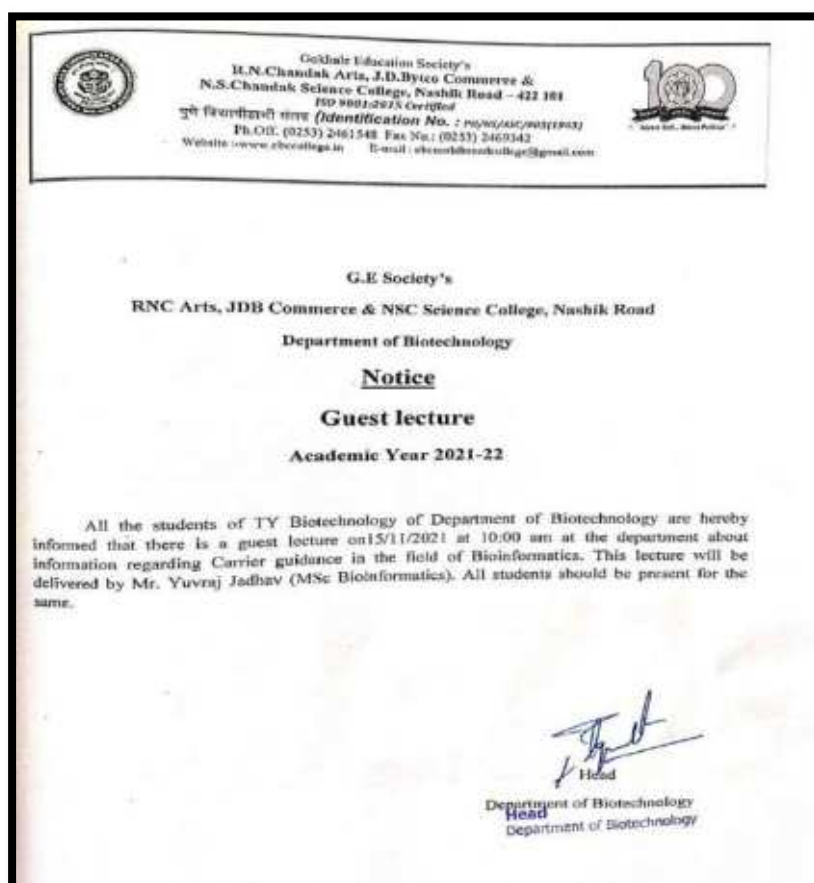 Gokhale Education Society's
R.N.Chandak Arts, J.D.Bytco Commerce &
N.S.Chandak Science College, Nashik Road – 422 101
ISO 9001:2015 Certified
पुणे विद्यापीठाशी संलग्न (Identification No. :
Ph.Off. (0253) 2461548 Fax No.: (0253) 2469342
Website :-www. E-mail :
100
G.E Society's
RNC Arts, JDB Commerce & NSC Science College, Nashik Road
Department of Biotechnology
Notice
Guest lecture
Academic Year 2021-22
All the students of TY Biotechnology of Department of Biotechnology are hereby
informed that there is a guest lecture on15/11/2021 at 10:00 am at the department about
information regarding Carrier guidance in the field of Bioinformatics. This lecture will be
delivered by Mr. Yuvraj Jadhav (MSc Bioinformatics). All students should be present for the
same.
Head
Department of Biotechnology
Head
Department of Biotechnology